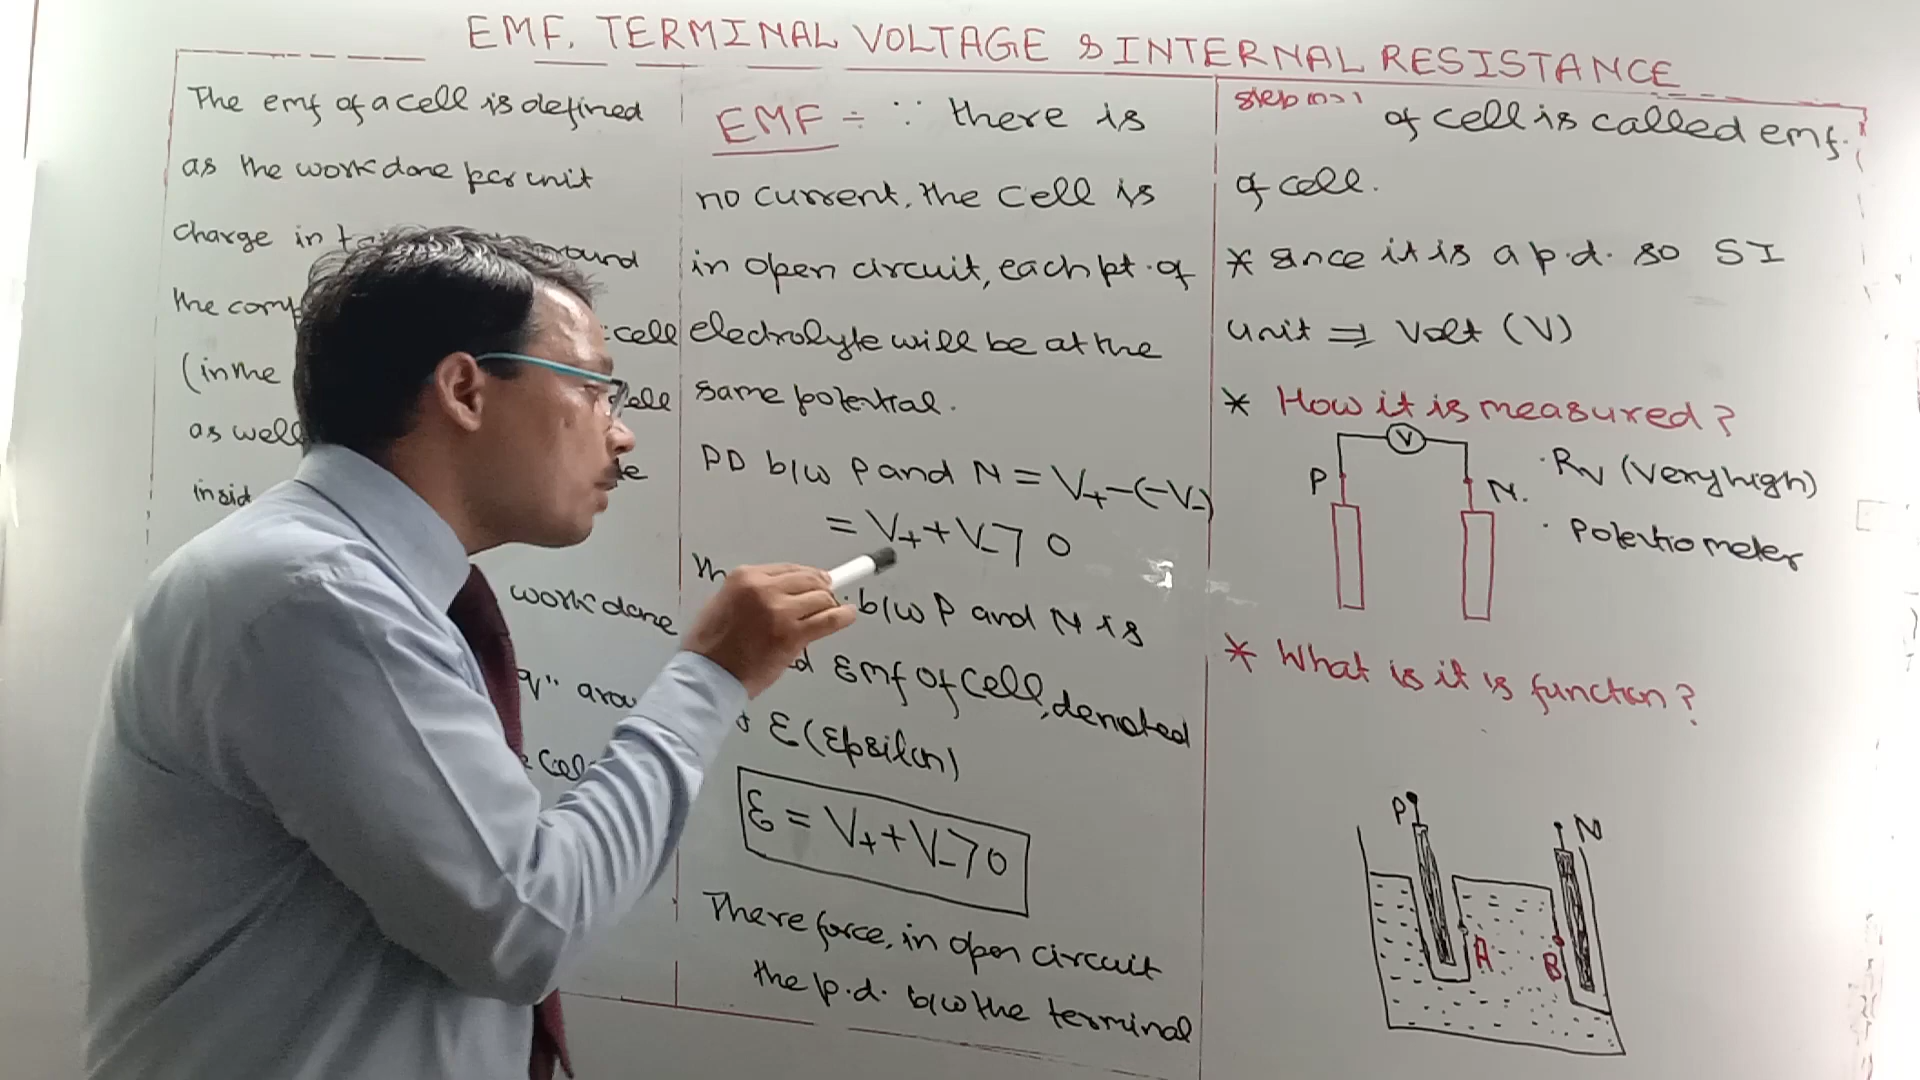 EMF, TERMINAL VOLTAGE & INTERNAL RESISTANCE
The emf of a cell is defined
as the work done per unit
charge in
round
the
cell
(in the
cell
as well
insid
work done
"q" arou
EMF ÷ ∵ there is
no current, the cell is
in open circuit, each pt. of
electrolyte will be at the
same potential.
PD b/w P and N = V+ - (-V-)
= V+ + V- > 0
b/w P and N is
emf of cell, denoted
ε (Epsilon)
ε = V+ + V- > 0
Therefore, in open circuit
the p.d. b/w the terminal
of cell is called emf.
of cell.
* Since it is a p.d. so SI
unit ⇒ Volt (V)
* How it is measured?
V
P
N.
· RV (very high)
· Potentiometer
* What is it is function?
P
N
A
B